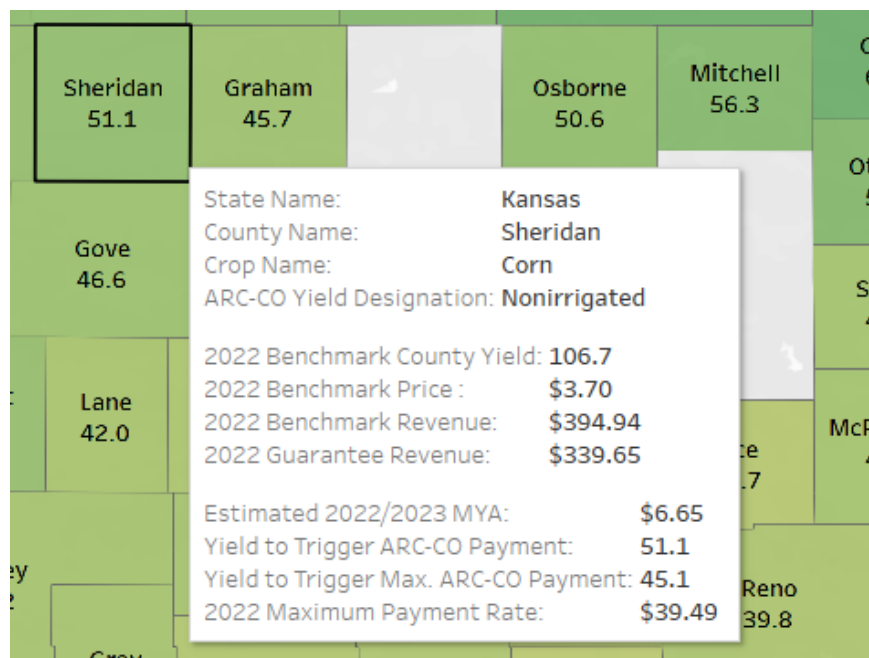 Sheridan
51.1
Graham
45.7
Osborne
50.6
Mitchell
56.3
Gove
46.6
Lane
42.0
Reno
39.8
State Name: Kansas
County Name: Sheridan
Crop Name: Corn
ARC-CO Yield Designation: Nonirrigated
2022 Benchmark County Yield: 106.7
2022 Benchmark Price : $3.70
2022 Benchmark Revenue: $394.94
2022 Guarantee Revenue: $339.65
Estimated 2022/2023 MYA: $6.65
Yield to Trigger ARC-CO Payment: 51.1
Yield to Trigger Max. ARC-CO Payment: 45.1
2022 Maximum Payment Rate: $39.49